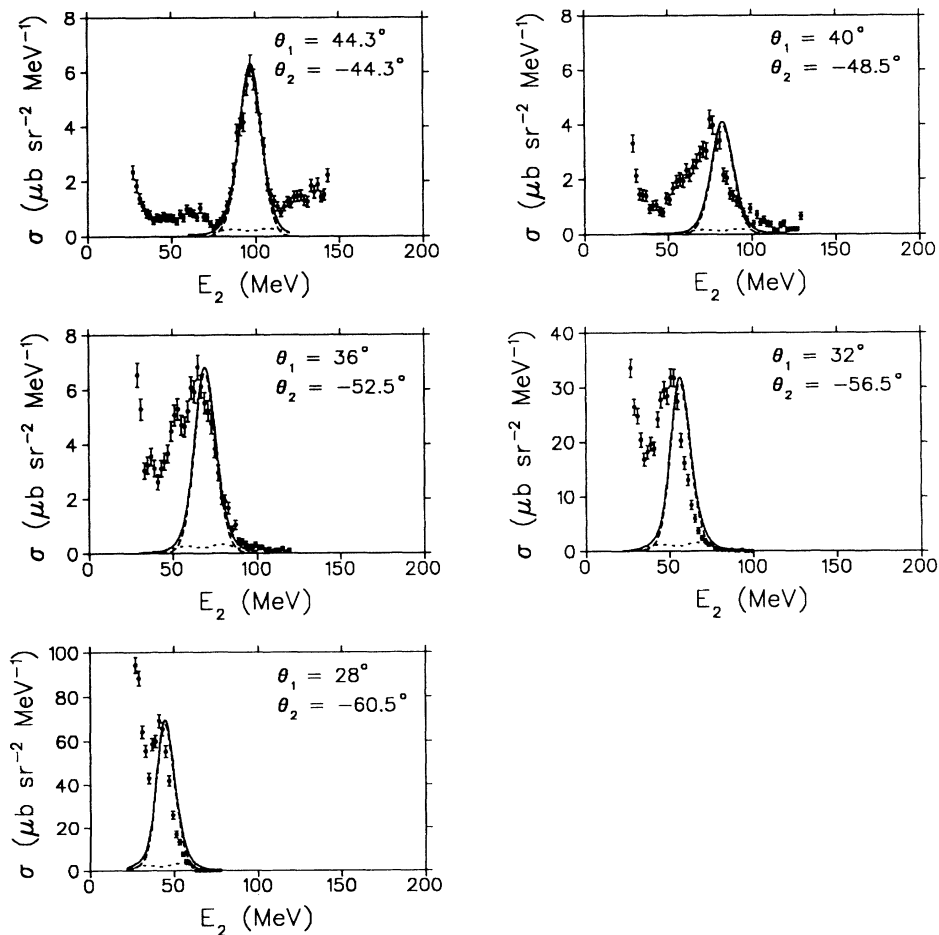 σ (μb sr⁻² MeV⁻¹)
8
6
4
2
0
θ₁ = 44.3°
θ₂ = −44.3°
0 50 100 150 200
E₂ (MeV)
σ (μb sr⁻² MeV⁻¹)
8
6
4
2
0
θ₁ = 40°
θ₂ = −48.5°
0 50 100 150 200
E₂ (MeV)
σ (μb sr⁻² MeV⁻¹)
8
6
4
2
0
θ₁ = 36°
θ₂ = −52.5°
0 50 100 150 200
E₂ (MeV)
σ (μb sr⁻² MeV⁻¹)
40
30
20
10
0
θ₁ = 32°
θ₂ = −56.5°
0 50 100 150 200
E₂ (MeV)
σ (μb sr⁻² MeV⁻¹)
100
80
60
40
20
0
θ₁ = 28°
θ₂ = −60.5°
0 50 100 150 200
E₂ (MeV)